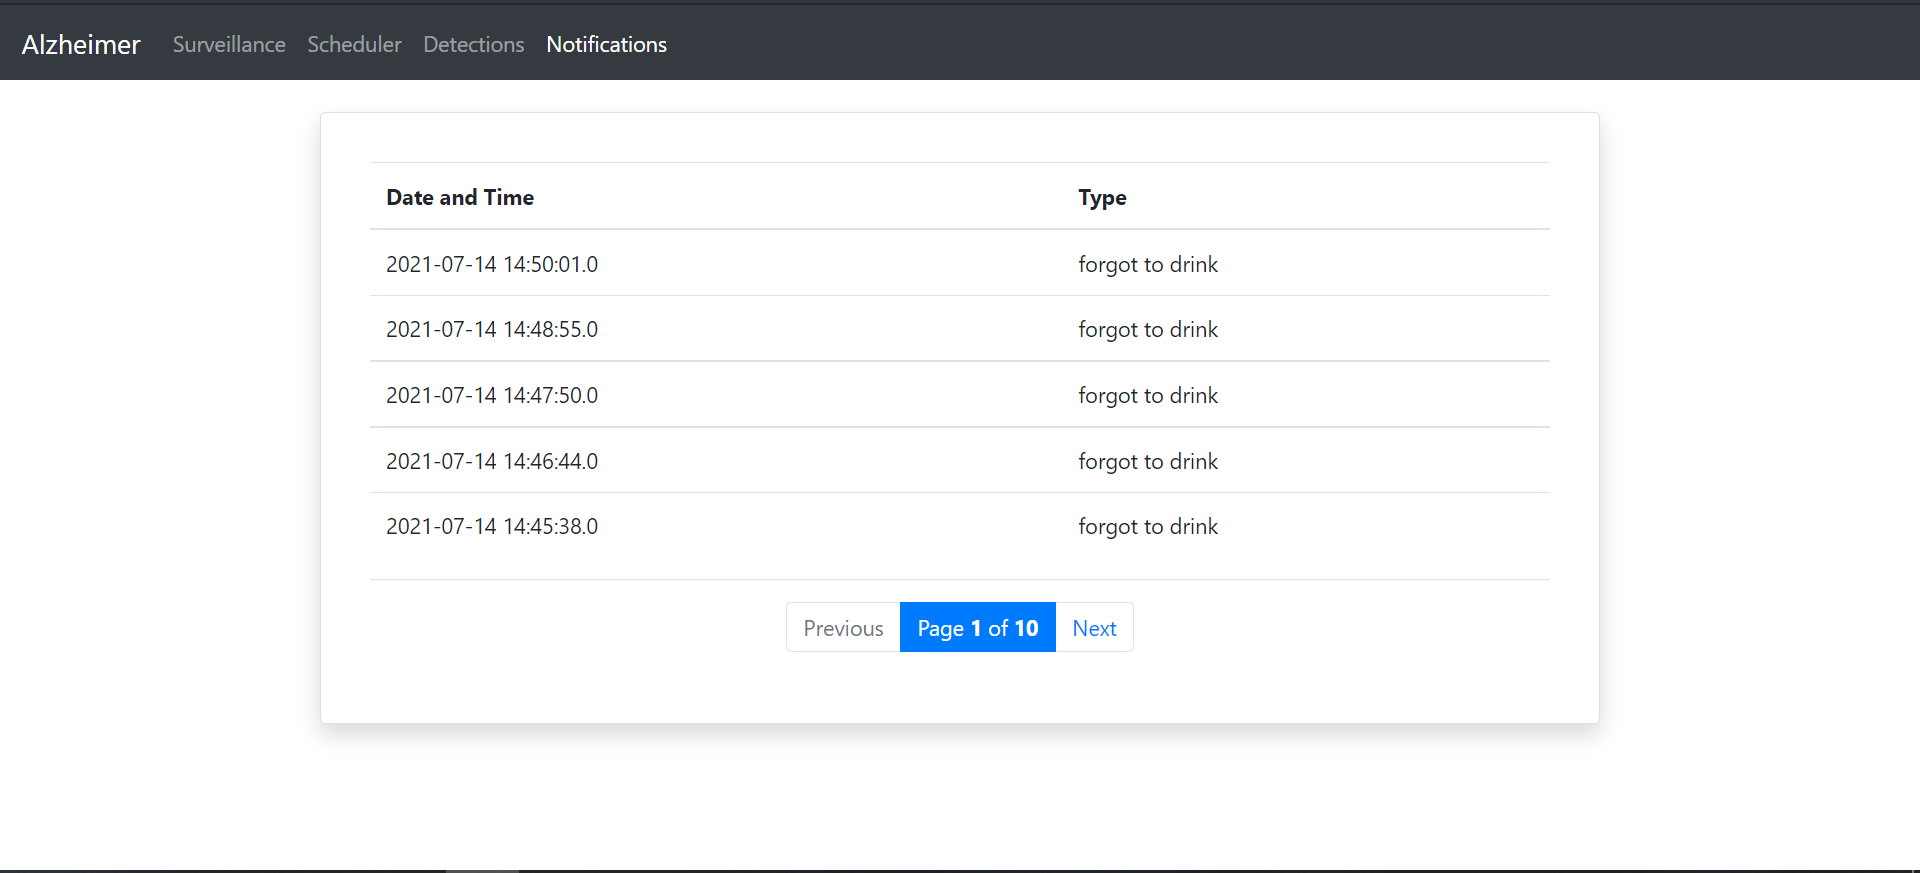 Alzheimer Surveillance Scheduler Detections Notifications
Date and Time Type
2021-07-14 14:50:01.0 forgot to drink
2021-07-14 14:48:55.0 forgot to drink
2021-07-14 14:47:50.0 forgot to drink
2021-07-14 14:46:44.0 forgot to drink
2021-07-14 14:45:38.0 forgot to drink
Previous Page 1 of 10 Next